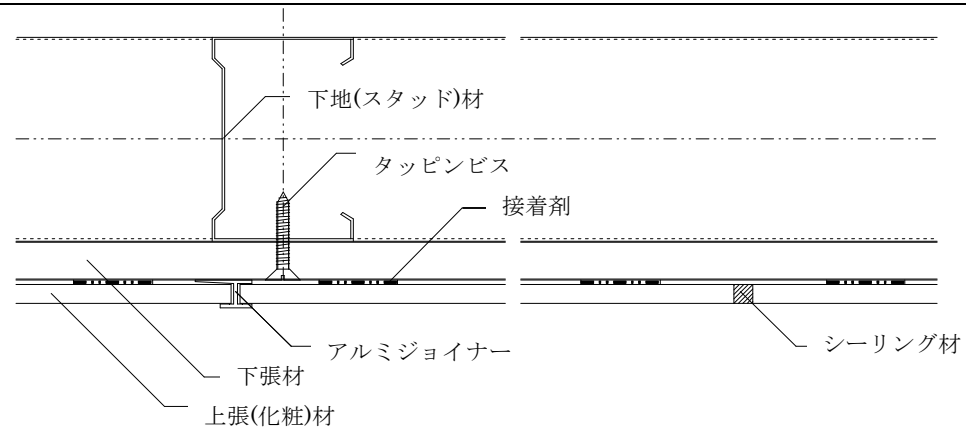 下地(スタッド)材
タッピンビス
接着剤
アルミジョイナー
シーリング材
下張材
上張(化粧)材